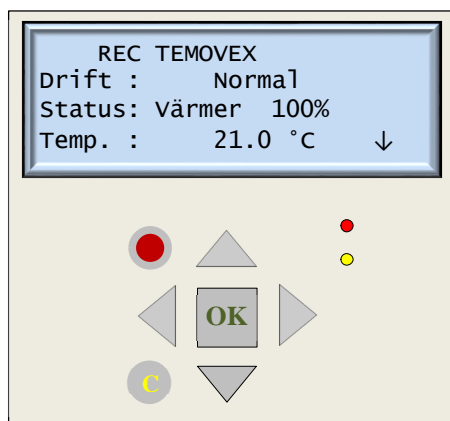 REC TEMOVEX
Drift : Normal
Status: Värmer 100%
Temp. : 21.0 °C ↓
OK
C